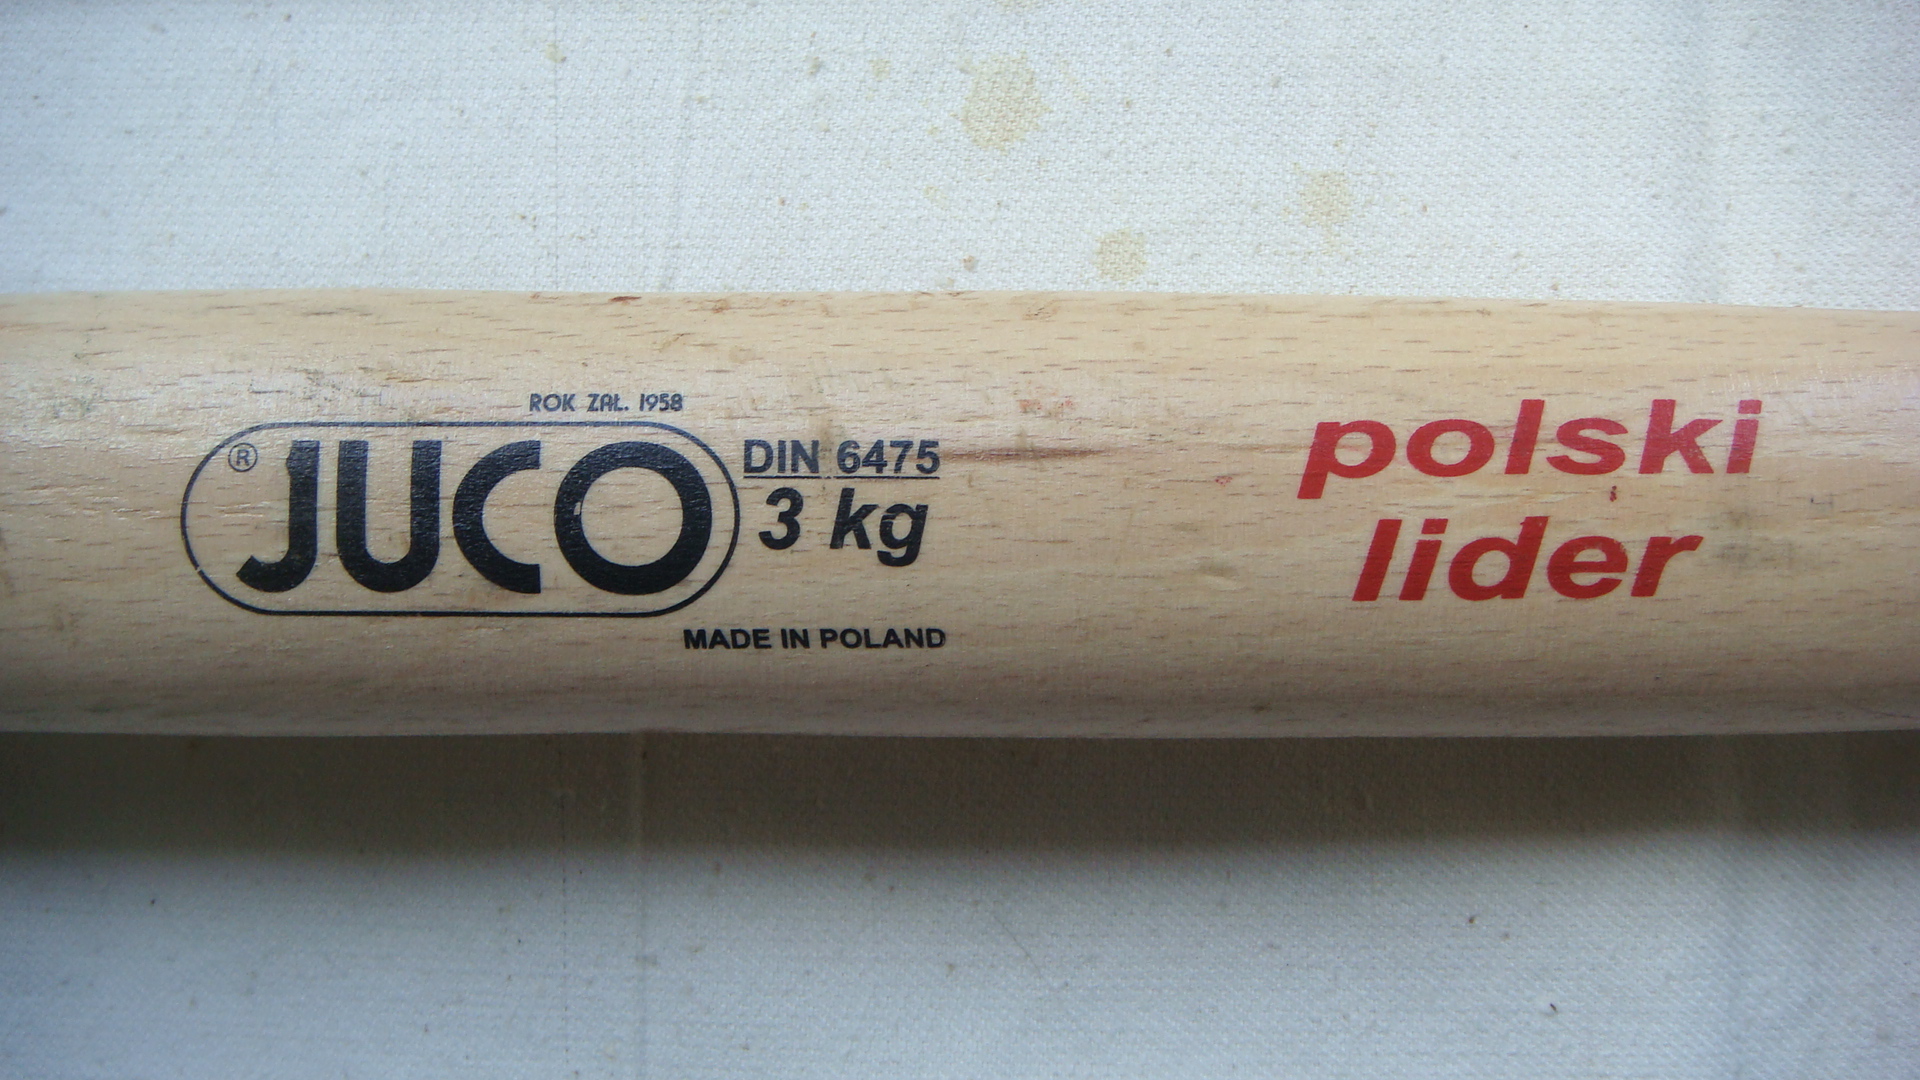 ROK ZAŁ. 1958
® JUCO
DIN 6475
3 kg
MADE IN POLAND
polski
lider